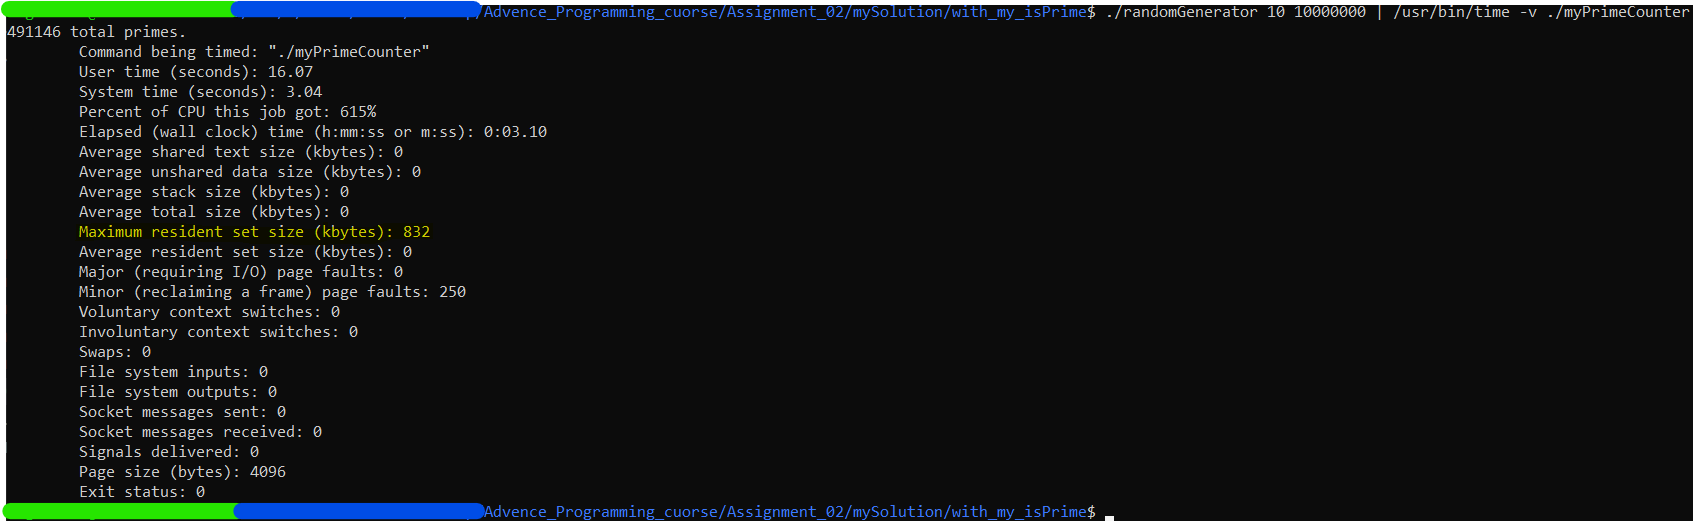 /Advence_Programming_cuorse/Assignment_02/mySolution/with_my_isPrime$ ./randomGenerator 10 10000000 | /usr/bin/time -v ./myPrimeCounter
491146 total primes.
Command being timed: "./myPrimeCounter"
User time (seconds): 16.07
System time (seconds): 3.04
Percent of CPU this job got: 615%
Elapsed (wall clock) time (h:mm:ss or m:ss): 0:03.10
Average shared text size (kbytes): 0
Average unshared data size (kbytes): 0
Average stack size (kbytes): 0
Average total size (kbytes): 0
Maximum resident set size (kbytes): 832
Average resident set size (kbytes): 0
Major (requiring I/O) page faults: 0
Minor (reclaiming a frame) page faults: 250
Voluntary context switches: 0
Involuntary context switches: 0
Swaps: 0
File system inputs: 0
File system outputs: 0
Socket messages sent: 0
Socket messages received: 0
Signals delivered: 0
Page size (bytes): 4096
Exit status: 0
Advence_Programming_cuorse/Assignment_02/mySolution/with_my_isPrime$